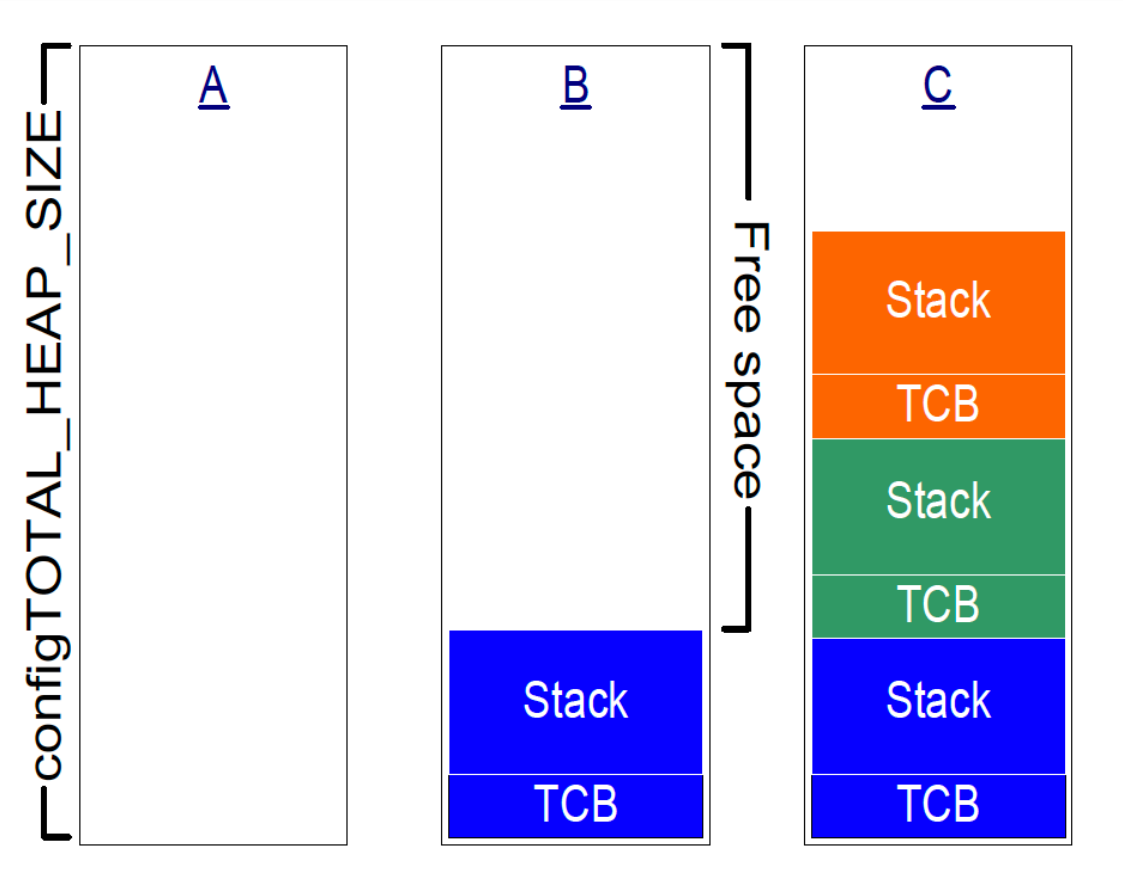 configTOTAL_HEAP_SIZE
A
B
Free space
C
Stack
TCB
Stack
TCB
Stack
TCB
Stack
TCB